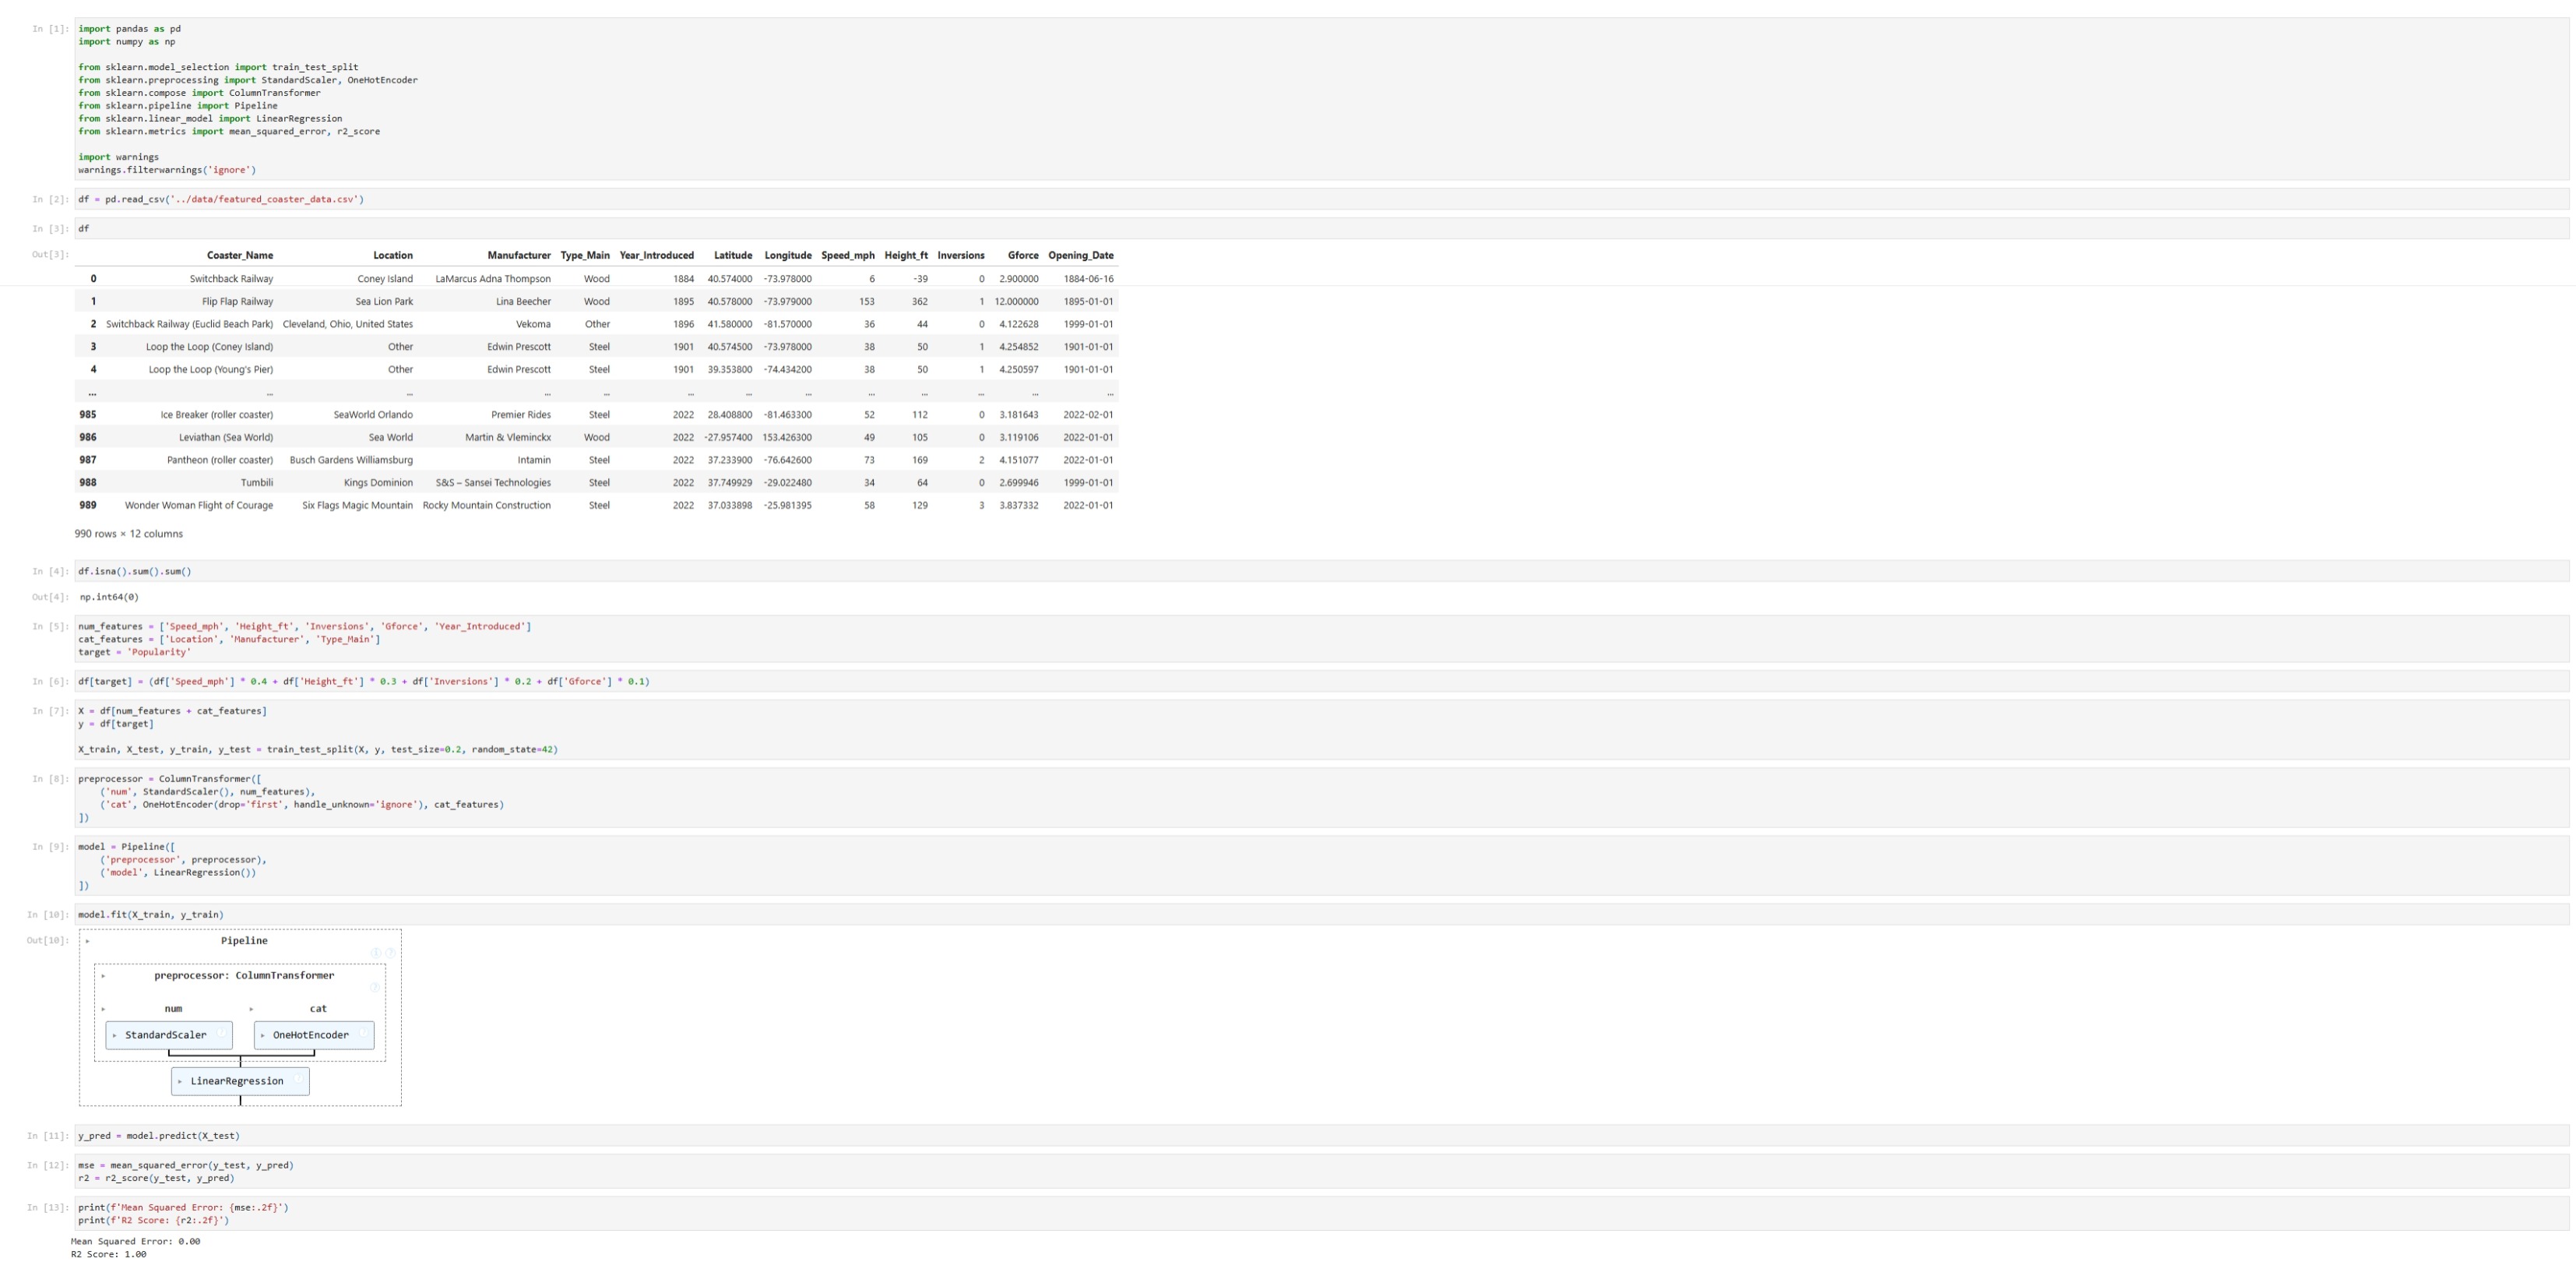 In [1]: import pandas as pd
import numpy as np
from sklearn.model_selection import train_test_split
from sklearn.preprocessing import StandardScaler, OneHotEncoder
from sklearn.compose import ColumnTransformer
from sklearn.pipeline import Pipeline
from sklearn.linear_model import LinearRegression
from sklearn.metrics import mean_squared_error, r2_score
import warnings
warnings.filterwarnings('ignore')
In [2]: df = pd.read_csv('../data/featured_coaster_data.csv')
In [3]: df
Out[3]: Coaster_Name Location Manufacturer Type_Main Year_Introduced Latitude Longitude Speed_mph Height_ft Inversions Gforce Opening_Date
0 Switchback Railway Coney Island LaMarcus Adna Thompson Wood 1884 40.574000 -73.978000 6 -39 0 2.900000 1884-06-16
1 Flip Flap Railway Sea Lion Park Lina Beecher Wood 1895 40.578000 -73.979000 153 362 1 12.000000 1895-01-01
2 Switchback Railway (Euclid Beach Park) Cleveland, Ohio, United States Vekoma Other 1896 41.580000 -81.570000 36 44 0 4.122628 1999-01-01
3 Loop the Loop (Coney Island) Other Edwin Prescott Steel 1901 40.574500 -73.978000 38 50 1 4.254852 1901-01-01
4 Loop the Loop (Young's Pier) Other Edwin Prescott Steel 1901 39.353800 -74.434200 38 50 1 4.250597 1901-01-01
... ... ... ... ... ... ... ... ... ... ... ... ...
985 Ice Breaker (roller coaster) SeaWorld Orlando Premier Rides Steel 2022 28.408800 -81.463300 52 112 0 3.181643 2022-02-01
986 Leviathan (Sea World) Sea World Martin & Vleminckx Wood 2022 -27.957400 153.426300 49 105 0 3.119106 2022-01-01
987 Pantheon (roller coaster) Busch Gardens Williamsburg Intamin Steel 2022 37.233900 -76.642600 73 169 2 4.151077 2022-01-01
988 Tumbili Kings Dominion S&S – Sansei Technologies Steel 2022 37.749929 -29.022480 34 64 0 2.699946 1999-01-01
989 Wonder Woman Flight of Courage Six Flags Magic Mountain Rocky Mountain Construction Steel 2022 37.033898 -25.981395 58 129 3 3.837332 2022-01-01
990 rows × 12 columns
In [4]: df.isna().sum().sum()
Out[4]: np.int64(0)
In [5]: num_features = ['Speed_mph', 'Height_ft', 'Inversions', 'Gforce', 'Year_Introduced']
cat_features = ['Location', 'Manufacturer', 'Type_Main']
target = 'Popularity'
In [6]: df[target] = (df['Speed_mph'] * 0.4 + df['Height_ft'] * 0.3 + df['Inversions'] * 0.2 + df['Gforce'] * 0.1)
In [7]: X = df[num_features + cat_features]
y = df[target]
X_train, X_test, y_train, y_test = train_test_split(X, y, test_size=0.2, random_state=42)
In [8]: preprocessor = ColumnTransformer([
('num', StandardScaler(), num_features),
('cat', OneHotEncoder(drop='first', handle_unknown='ignore'), cat_features)
])
In [9]: model = Pipeline([
('preprocessor', preprocessor),
('model', LinearRegression())
])
In [10]: model.fit(X_train, y_train)
Out[10]: Pipeline
preprocessor: ColumnTransformer
num cat
StandardScaler OneHotEncoder
LinearRegression
In [11]: y_pred = model.predict(X_test)
In [12]: mse = mean_squared_error(y_test, y_pred)
r2 = r2_score(y_test, y_pred)
In [13]: print(f'Mean Squared Error: {mse:.2f}')
print(f'R2 Score: {r2:.2f}')
Mean Squared Error: 0.00
R2 Score: 1.00